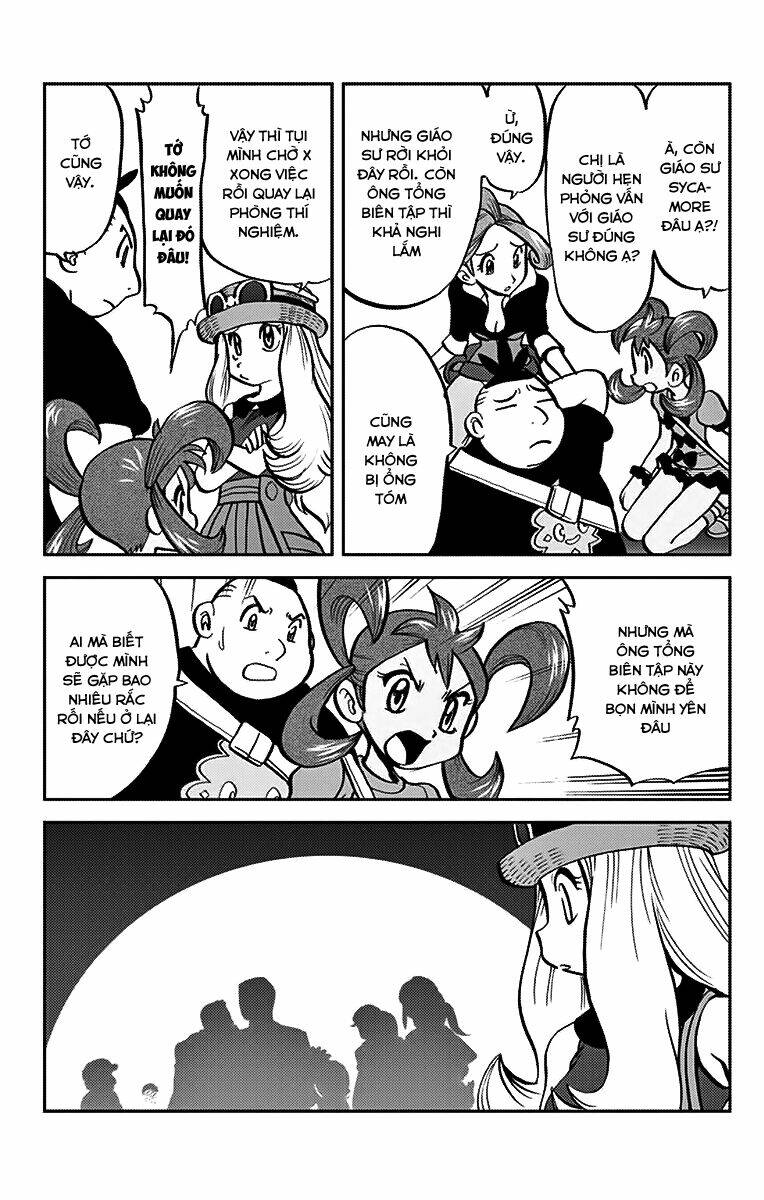 À, CÒN
GIÁO SƯ
SYCA-
MORE
ĐÂU Ạ?!
CHỊ LÀ
NGƯỜI HẸN
PHỎNG VẤN
VỚI GIÁO
SƯ ĐÚNG
KHÔNG Ạ?
Ừ,
ĐÚNG
VẬY.
NHƯNG GIÁO
SƯ RỜI KHỎI
ĐÂY RỒI. CÒN
ÔNG TỔNG
BIÊN TẬP THÌ
KHẢ NGHI
LẮM
CŨNG
MAY LÀ
KHÔNG
BỊ ỔNG
TÓM
VẬY THÌ TỤI
MÌNH CHỜ X
XONG VIỆC
RỒI QUAY LẠI
PHÒNG THÍ
NGHIỆM.
TỚ
KHÔNG
MUỐN
QUAY
LẠI ĐÓ
ĐÂU!
TỚ
CŨNG
VẬY.
NHƯNG MÀ
ÔNG TỔNG
BIÊN TẬP NÀY
KHÔNG ĐỂ
BỌN MÌNH YÊN
ĐÂU
AI MÀ BIẾT
ĐƯỢC MÌNH
SẼ GẶP BAO
NHIÊU RẮC
RỐI NẾU Ở LẠI
ĐÂY CHỨ?